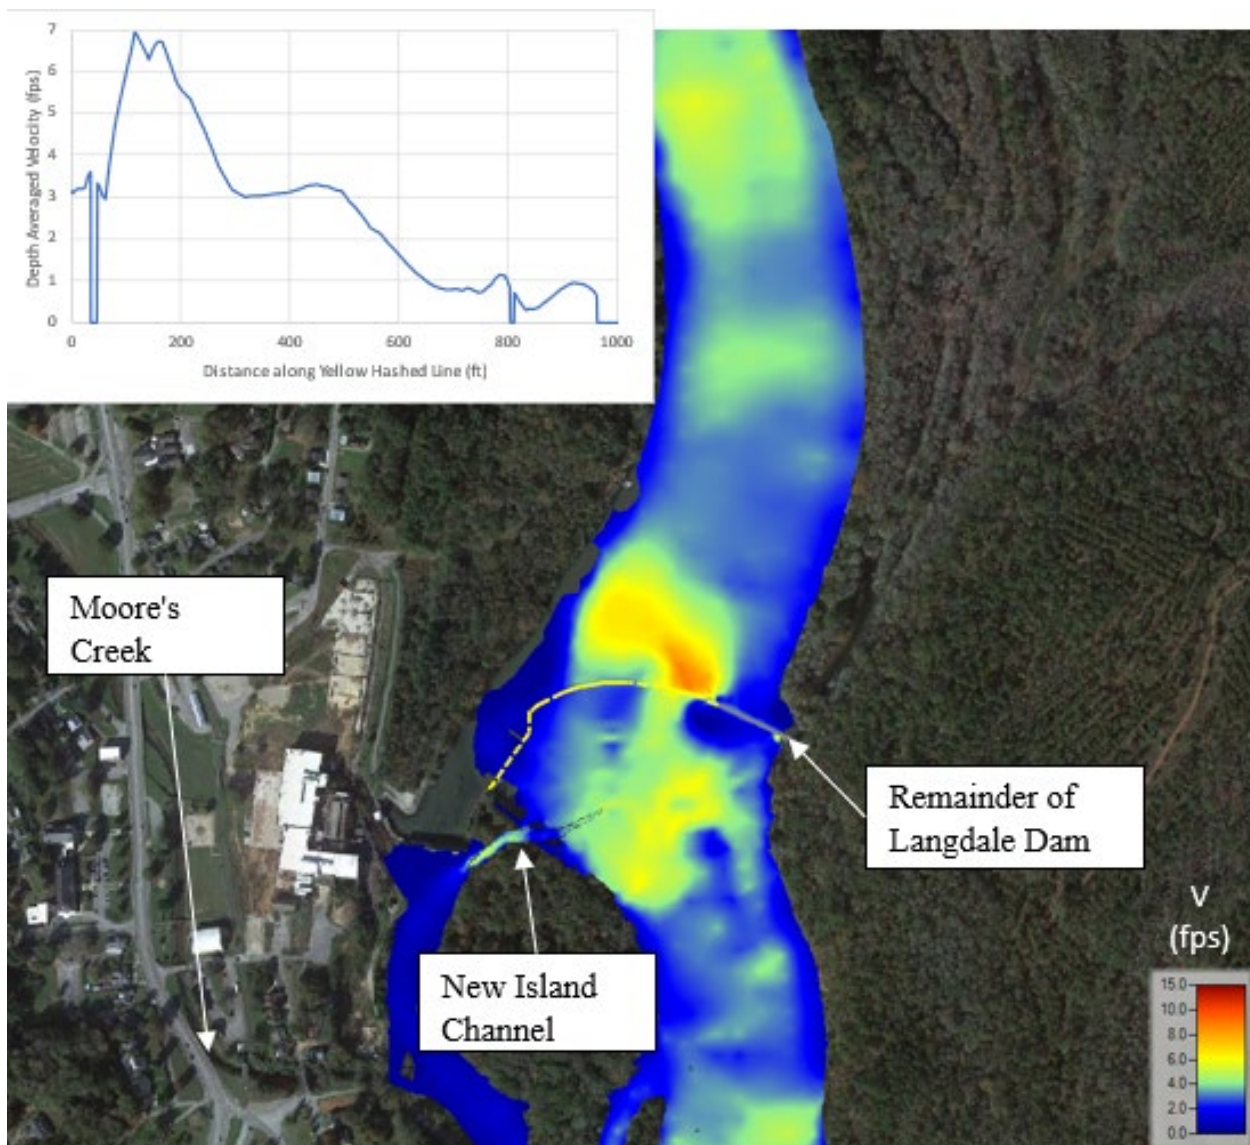 Depth Averaged Velocity (fps)
7
6
5
4
3
2
1
0
0 200 400 600 800 1000
Distance along Yellow Hashed Line (ft)
Moore's
Creek
Remainder of
Langdale Dam
New Island
Channel
V
(fps)
15.0
10.0
8.0
6.0
4.0
2.0
0.0